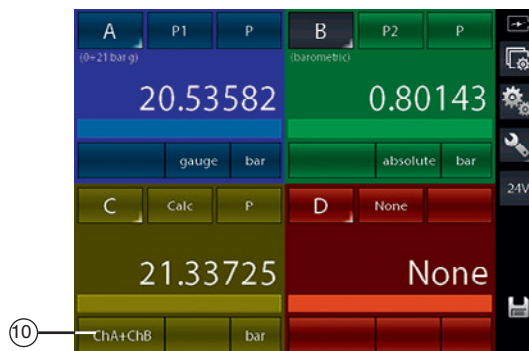 A P1 P
(0÷21 bar g)
20.53582
gauge bar
B P2 P
(barometric)
0.80143
absolute bar
C Calc P
21.33725
ChA+ChB bar
D None
None
24V
10